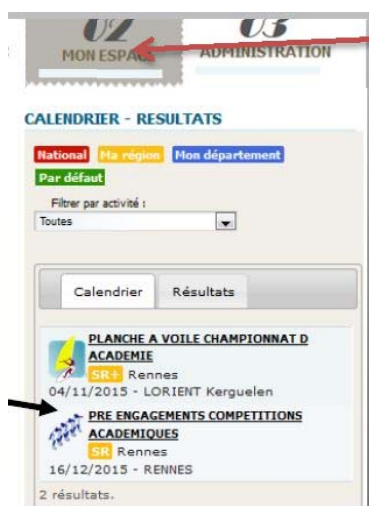 02 03
MON ESPACE ADMINISTRATION
CALENDRIER - RESULTATS
National Ma région Mon département
Par défaut
Filtrer par activité :
Toutes
Calendrier Résultats
PLANCHE A VOILE CHAMPIONNAT D
ACADEMIE
SR+ Rennes
04/11/2015 - LORIENT Kerguelen
PRE ENGAGEMENTS COMPETITIONS
ACADEMIQUES
SR Rennes
16/12/2015 - RENNES
2 résultats.